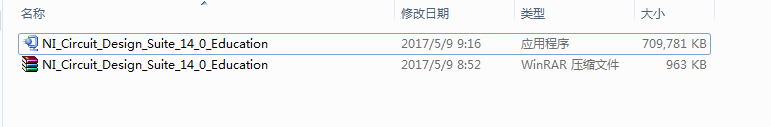 名称 修改日期 类型 大小
NI_Circuit_Design_Suite_14_0_Education 2017/5/9 9:16 应用程序 709,781 KB
NI_Circuit_Design_Suite_14_0_Education 2017/5/9 8:52 WinRAR 压缩文件 963 KB